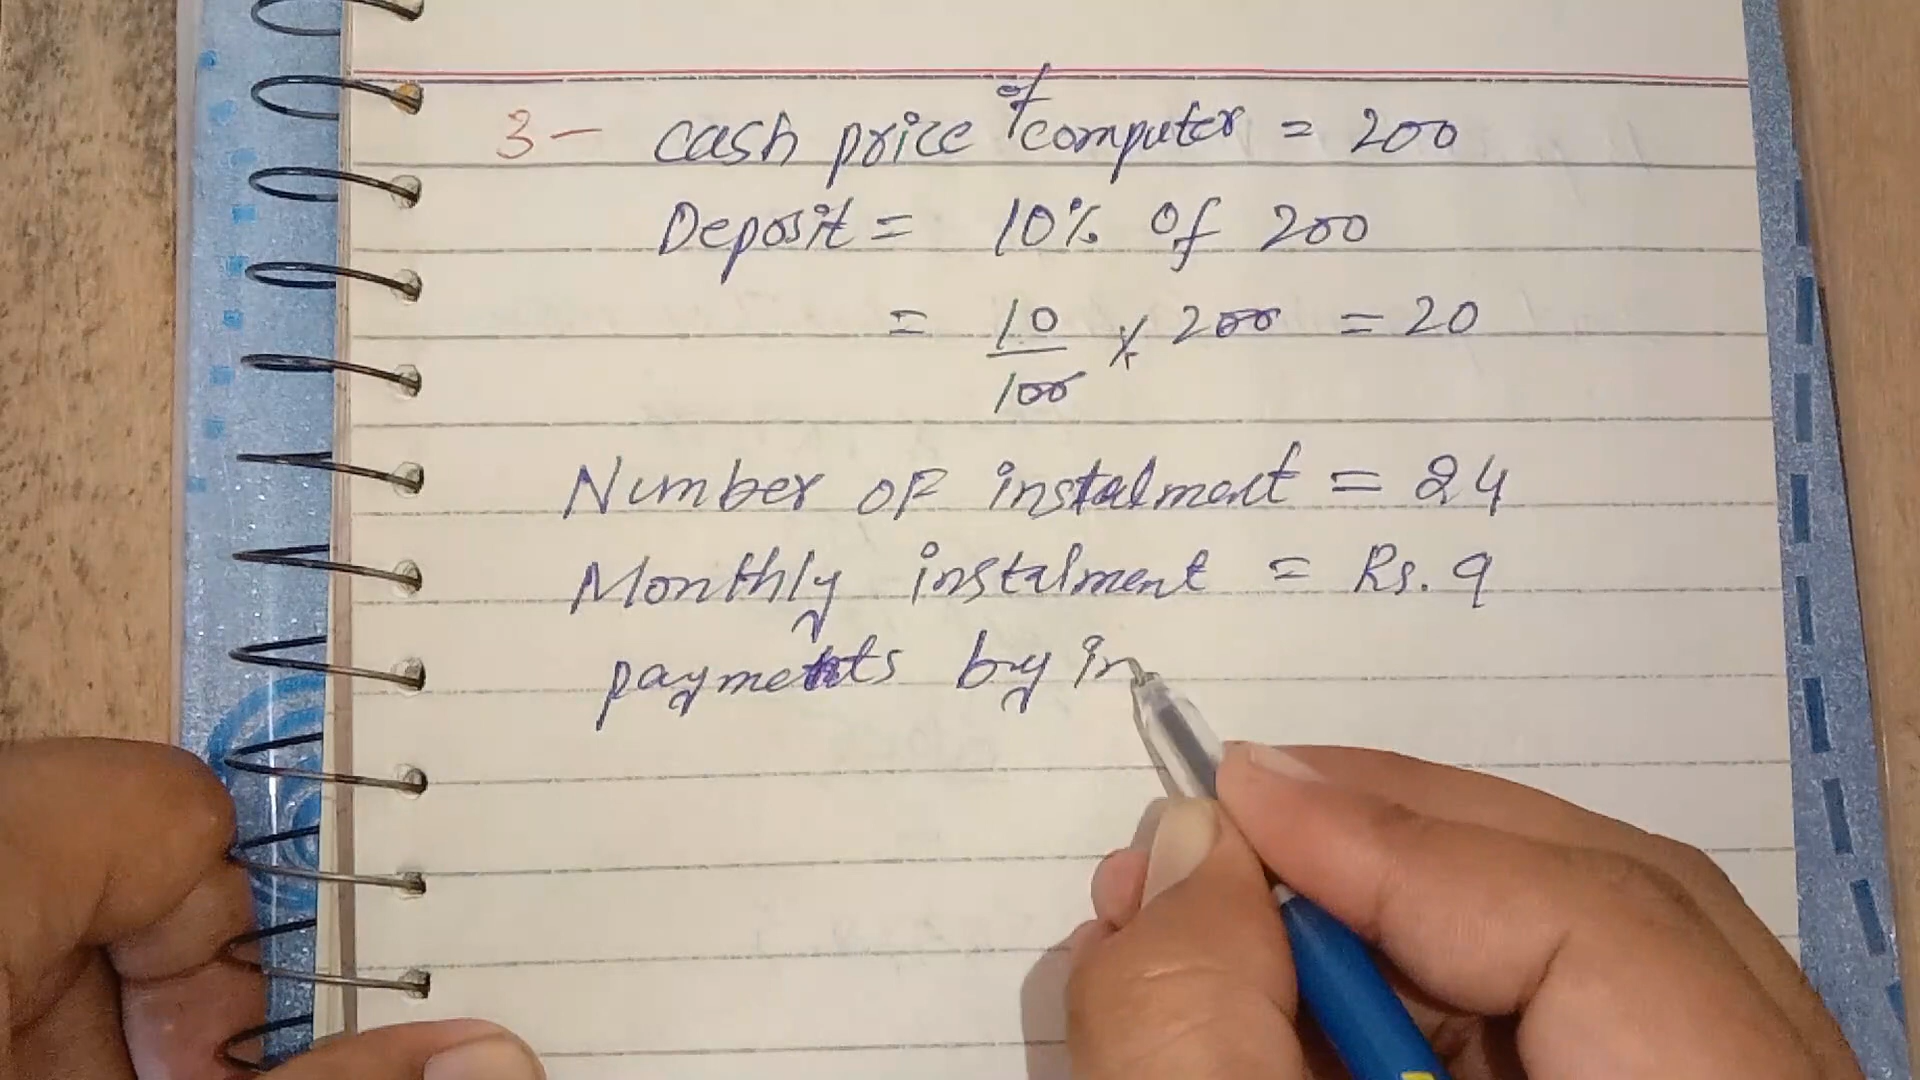 3- cash price of computer = 200
Deposit = 10% of 200
= 10/100 x 200 = 20
Number of instalment = 24
Monthly instalment = Rs. 9
payments by in